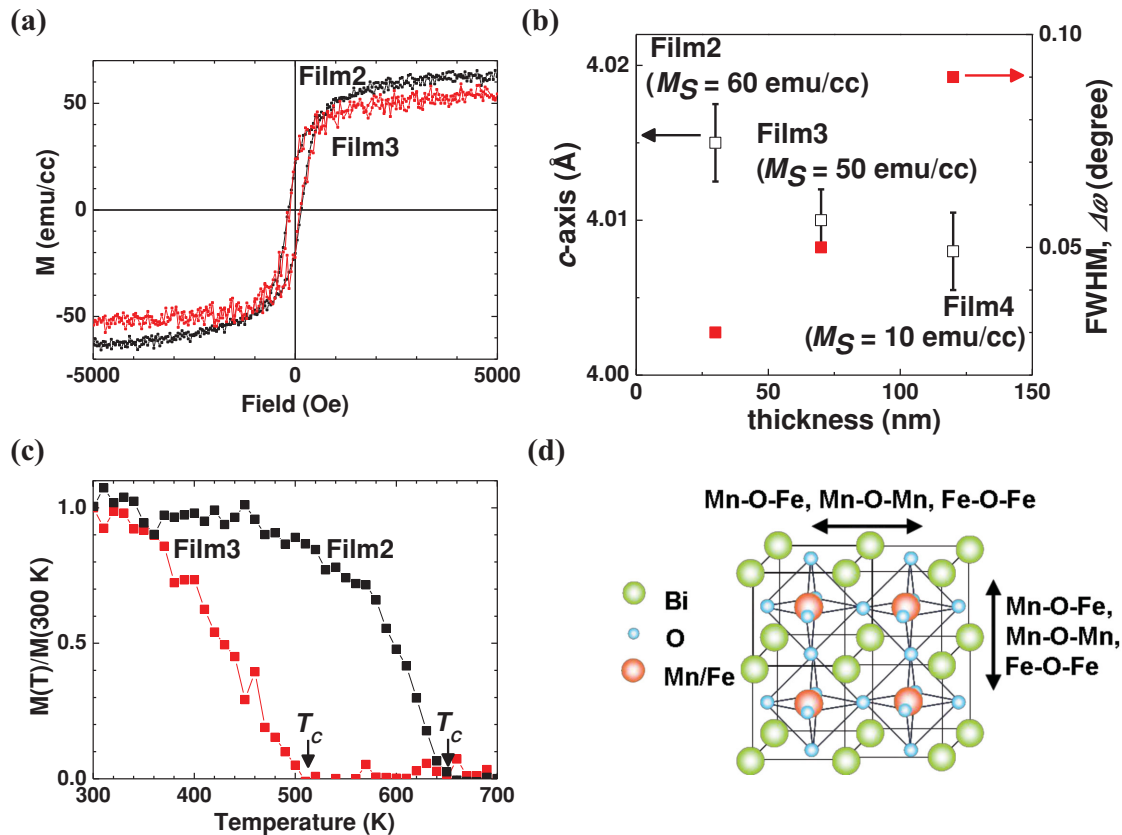 (a)
M (emu/cc)
50
0
-50
Film2
Film3
-5000
0
5000
Field (Oe)
(b)
c-axis (Å)
4.02
4.01
4.00
Film2
(MS = 60 emu/cc)
Film3
(MS = 50 emu/cc)
Film4
(MS = 10 emu/cc)
0.10
0.05
FWHM, Δω(degree)
0
50
100
150
thickness (nm)
(c)
M(T)/M(300 K)
1.0
0.5
0.0
Film3
Film2
TC
TC
300
400
500
600
700
Temperature (K)
(d)
Mn-O-Fe, Mn-O-Mn, Fe-O-Fe
Bi
O
Mn/Fe
Mn-O-Fe,
Mn-O-Mn,
Fe-O-Fe